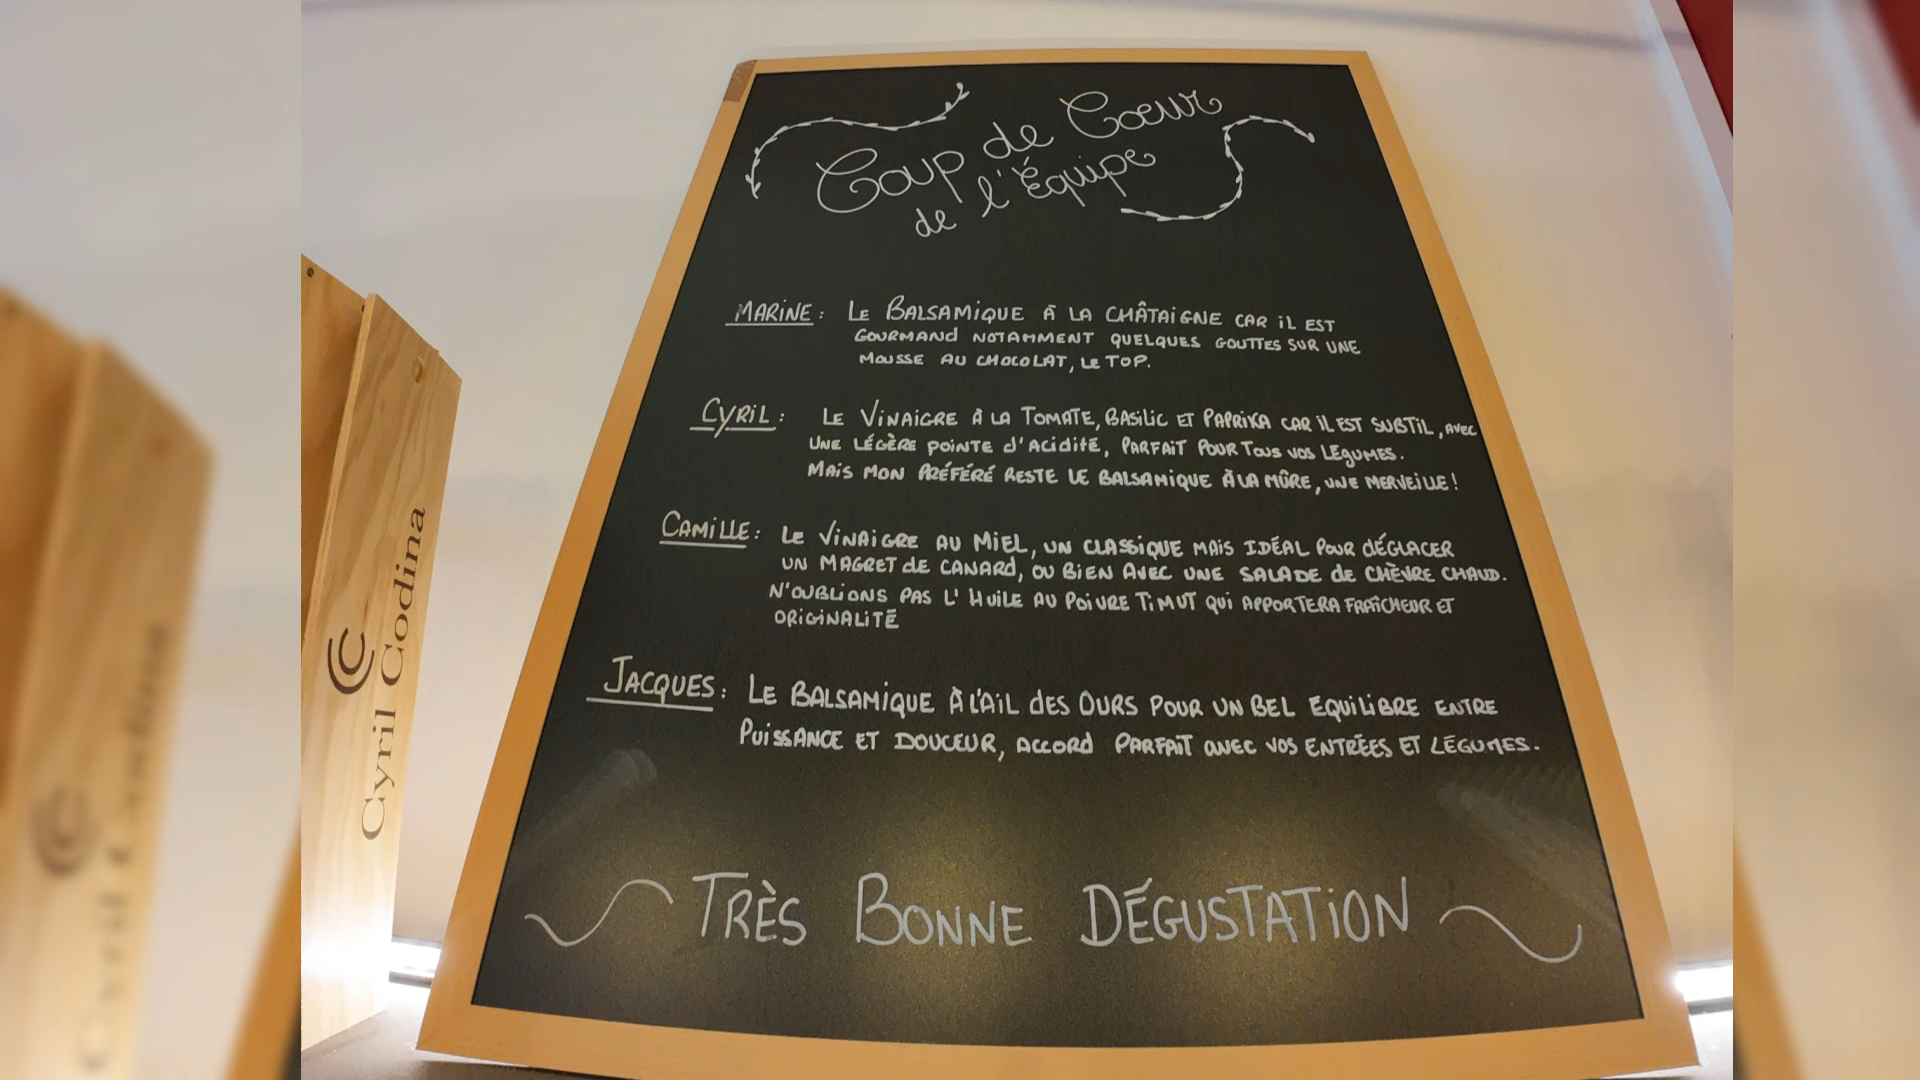 Coup de Cœur
de l'Équipe
MARINE : LE BALSAMIQUE À LA CHÂTAIGNE CAR IL EST
GOURMAND NOTAMMENT QUELQUES GOUTTES SUR UNE
MOUSSE AU CHOCOLAT, LE TOP.
CYRIL : LE VINAIGRE À LA TOMATE, BASILIC ET PAPRIKA CAR IL EST SUBTIL, AVEC
UNE LÉGÈRE POINTE d'ACIDITÉ, PARFAIT POUR TOUS VOS LÉGUMES.
MAIS MON PRÉFÉRÉ RESTE LE BALSAMIQUE À LA MÛRE, UNE MERVEILLE !
CAMILLE : LE VINAIGRE AU MIEL, UN CLASSIQUE MAIS IDÉAL POUR DÉGLACER
UN MAGRET de CANARD, OU BIEN AVEC UNE SALADE de CHÈVRE CHAUD.
N'OUBLIONS PAS L'HUILE AU POIVRE TIMUT QUI APPORTERA FRAÎCHEUR ET
ORIGINALITÉ
JACQUES : LE BALSAMIQUE À L'AIL dES OURS POUR UN BEL EQUILIBRE ENTRE
PUISSANCE ET DOUCEUR, ACCORD PARFAIT AVEC VOS ENTRÉES ET LÉGUMES.
TRÈS BONNE DÉGUSTATION
Cyril Codina